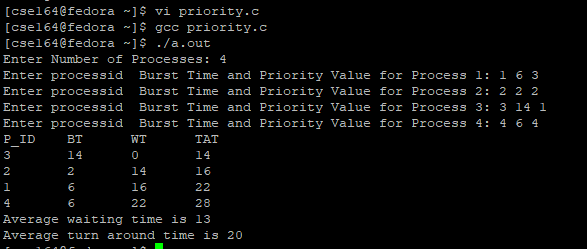 [cse164@fedora ~]$ vi priority.c
[cse164@fedora ~]$ gcc priority.c
[cse164@fedora ~]$ ./a.out
Enter Number of Processes: 4
Enter processid  Burst Time and Priority Value for Process 1: 1 6 3
Enter processid  Burst Time and Priority Value for Process 2: 2 2 2
Enter processid  Burst Time and Priority Value for Process 3: 3 14 1
Enter processid  Burst Time and Priority Value for Process 4: 4 6 4
P_ID    BT      WT      TAT
3       14      0       14
2       2       14      16
1       6       16      22
4       6       22      28
Average waiting time is 13
Average turn around time is 20
[cse164@fedora ~]$